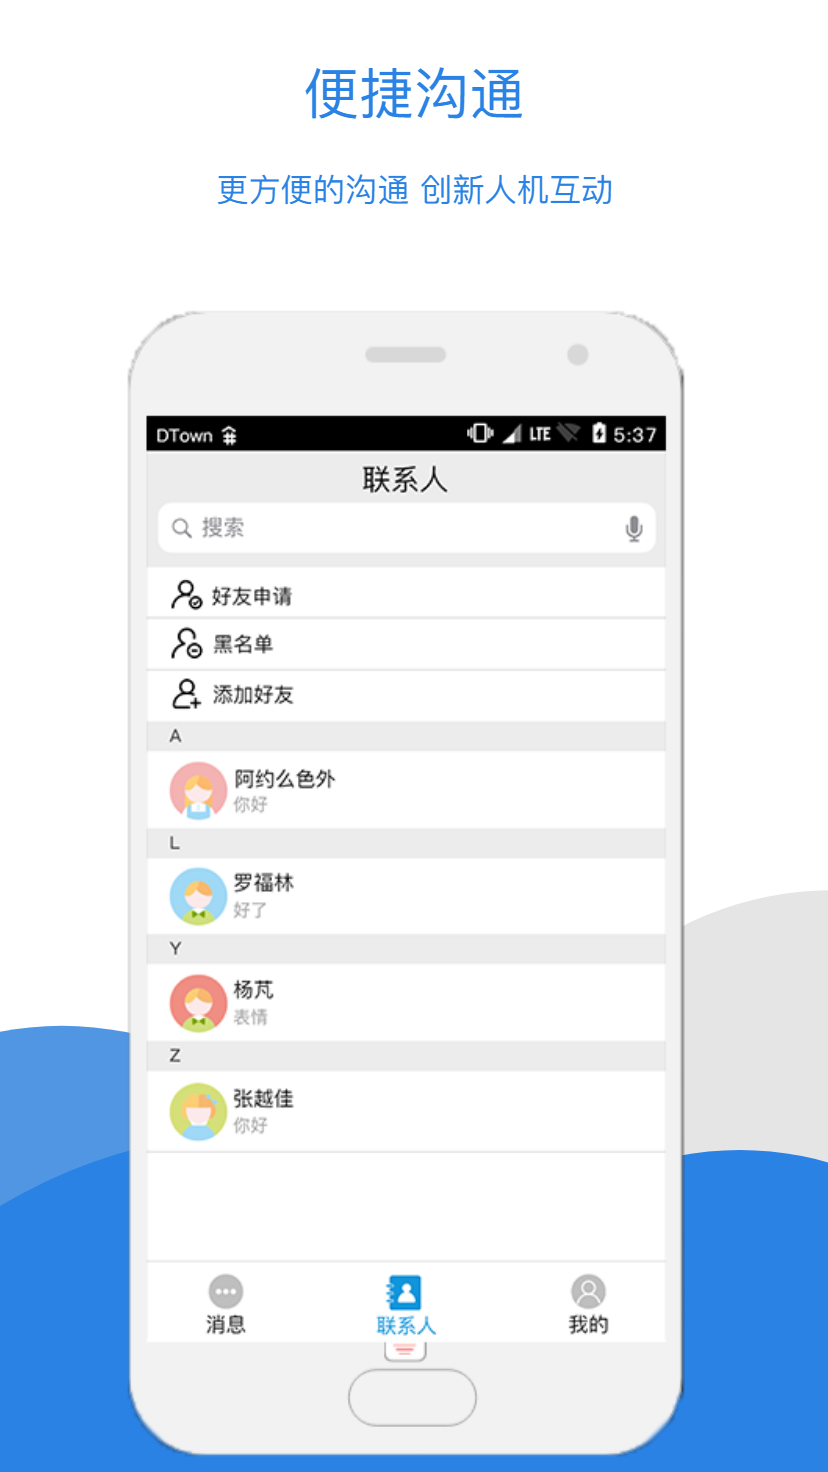 便捷沟通
更方便的沟通 创新人机互动
DTown LTE 5:37
联系人
搜索
好友申请
黑名单
添加好友
A
阿约么色外
你好
L
罗福林
好了
Y
杨芃
表情
Z
张越佳
你好
消息 联系人 我的